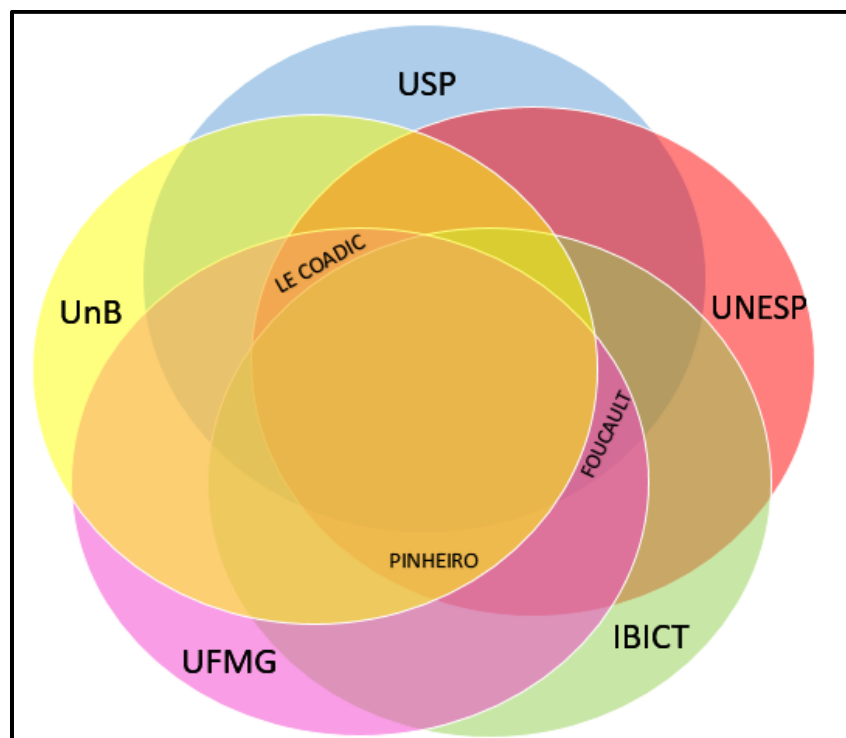 USP
LE COADIC
UnB
UNESP
FOUCAULT
PINHEIRO
IBICT
UFMG